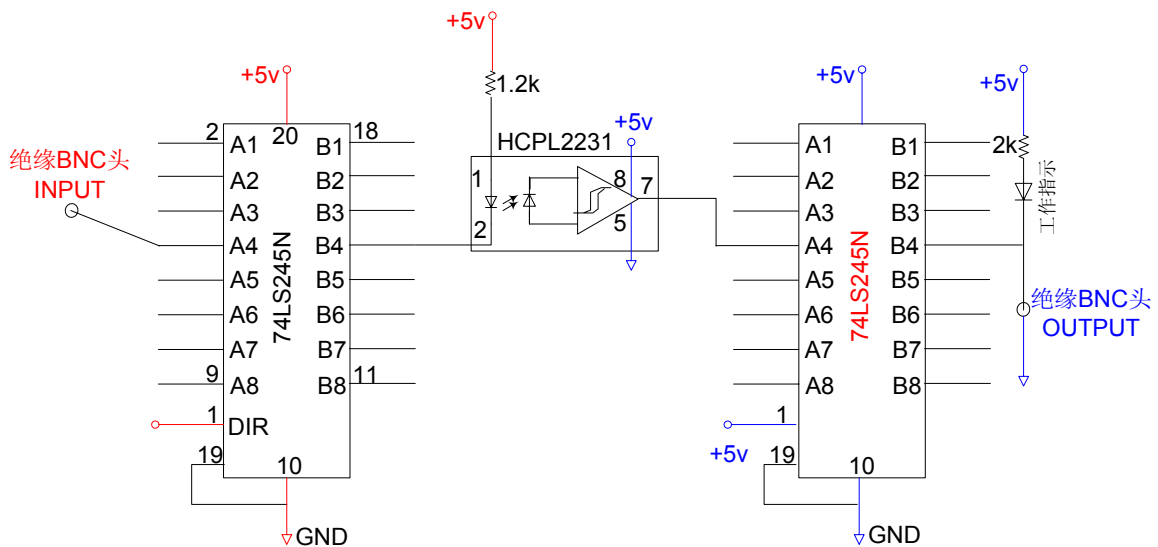 +5v
1.2k
+5v
2
A1
A2
A3
A4
A5
A6
A7
9
A8
1
DIR
19
20
74LS245N
10
GND
18
B1
B2
B3
B4
B5
B6
B7
B8
11
绝缘BNC头
INPUT
HCPL2231
+5v
1
2
8
7
5
+5v
A1
A2
A3
A4
A5
A6
A7
A8
1
+5v
19
74LS245N
10
GND
B1
B2
B3
B4
B5
B6
B7
B8
+5v
2k
工作指示
绝缘BNC头
OUTPUT